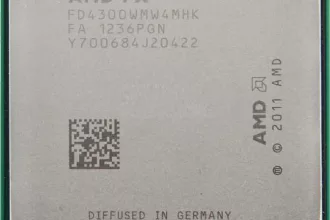 AMD FX
FD4300WMW4MHK
FA 1236PGN
Y700684J20422
AMD
© 2011 AMD
DIFFUSED IN GERMANY